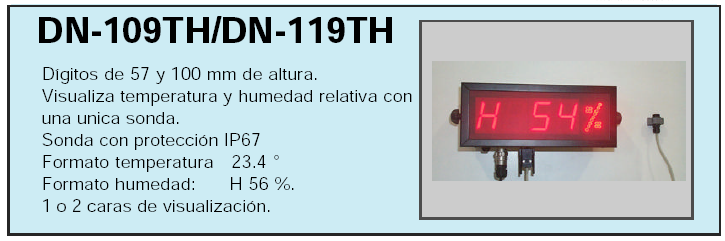 DN-109TH/DN-119TH
Dígitos de 57 y 100 mm de altura.
Visualiza temperatura y humedad relativa con
una unica sonda.
Sonda con protección IP67
Formato temperatura 23.4 °
Formato humedad: H 56 %.
1 o 2 caras de visualización.
H 54%